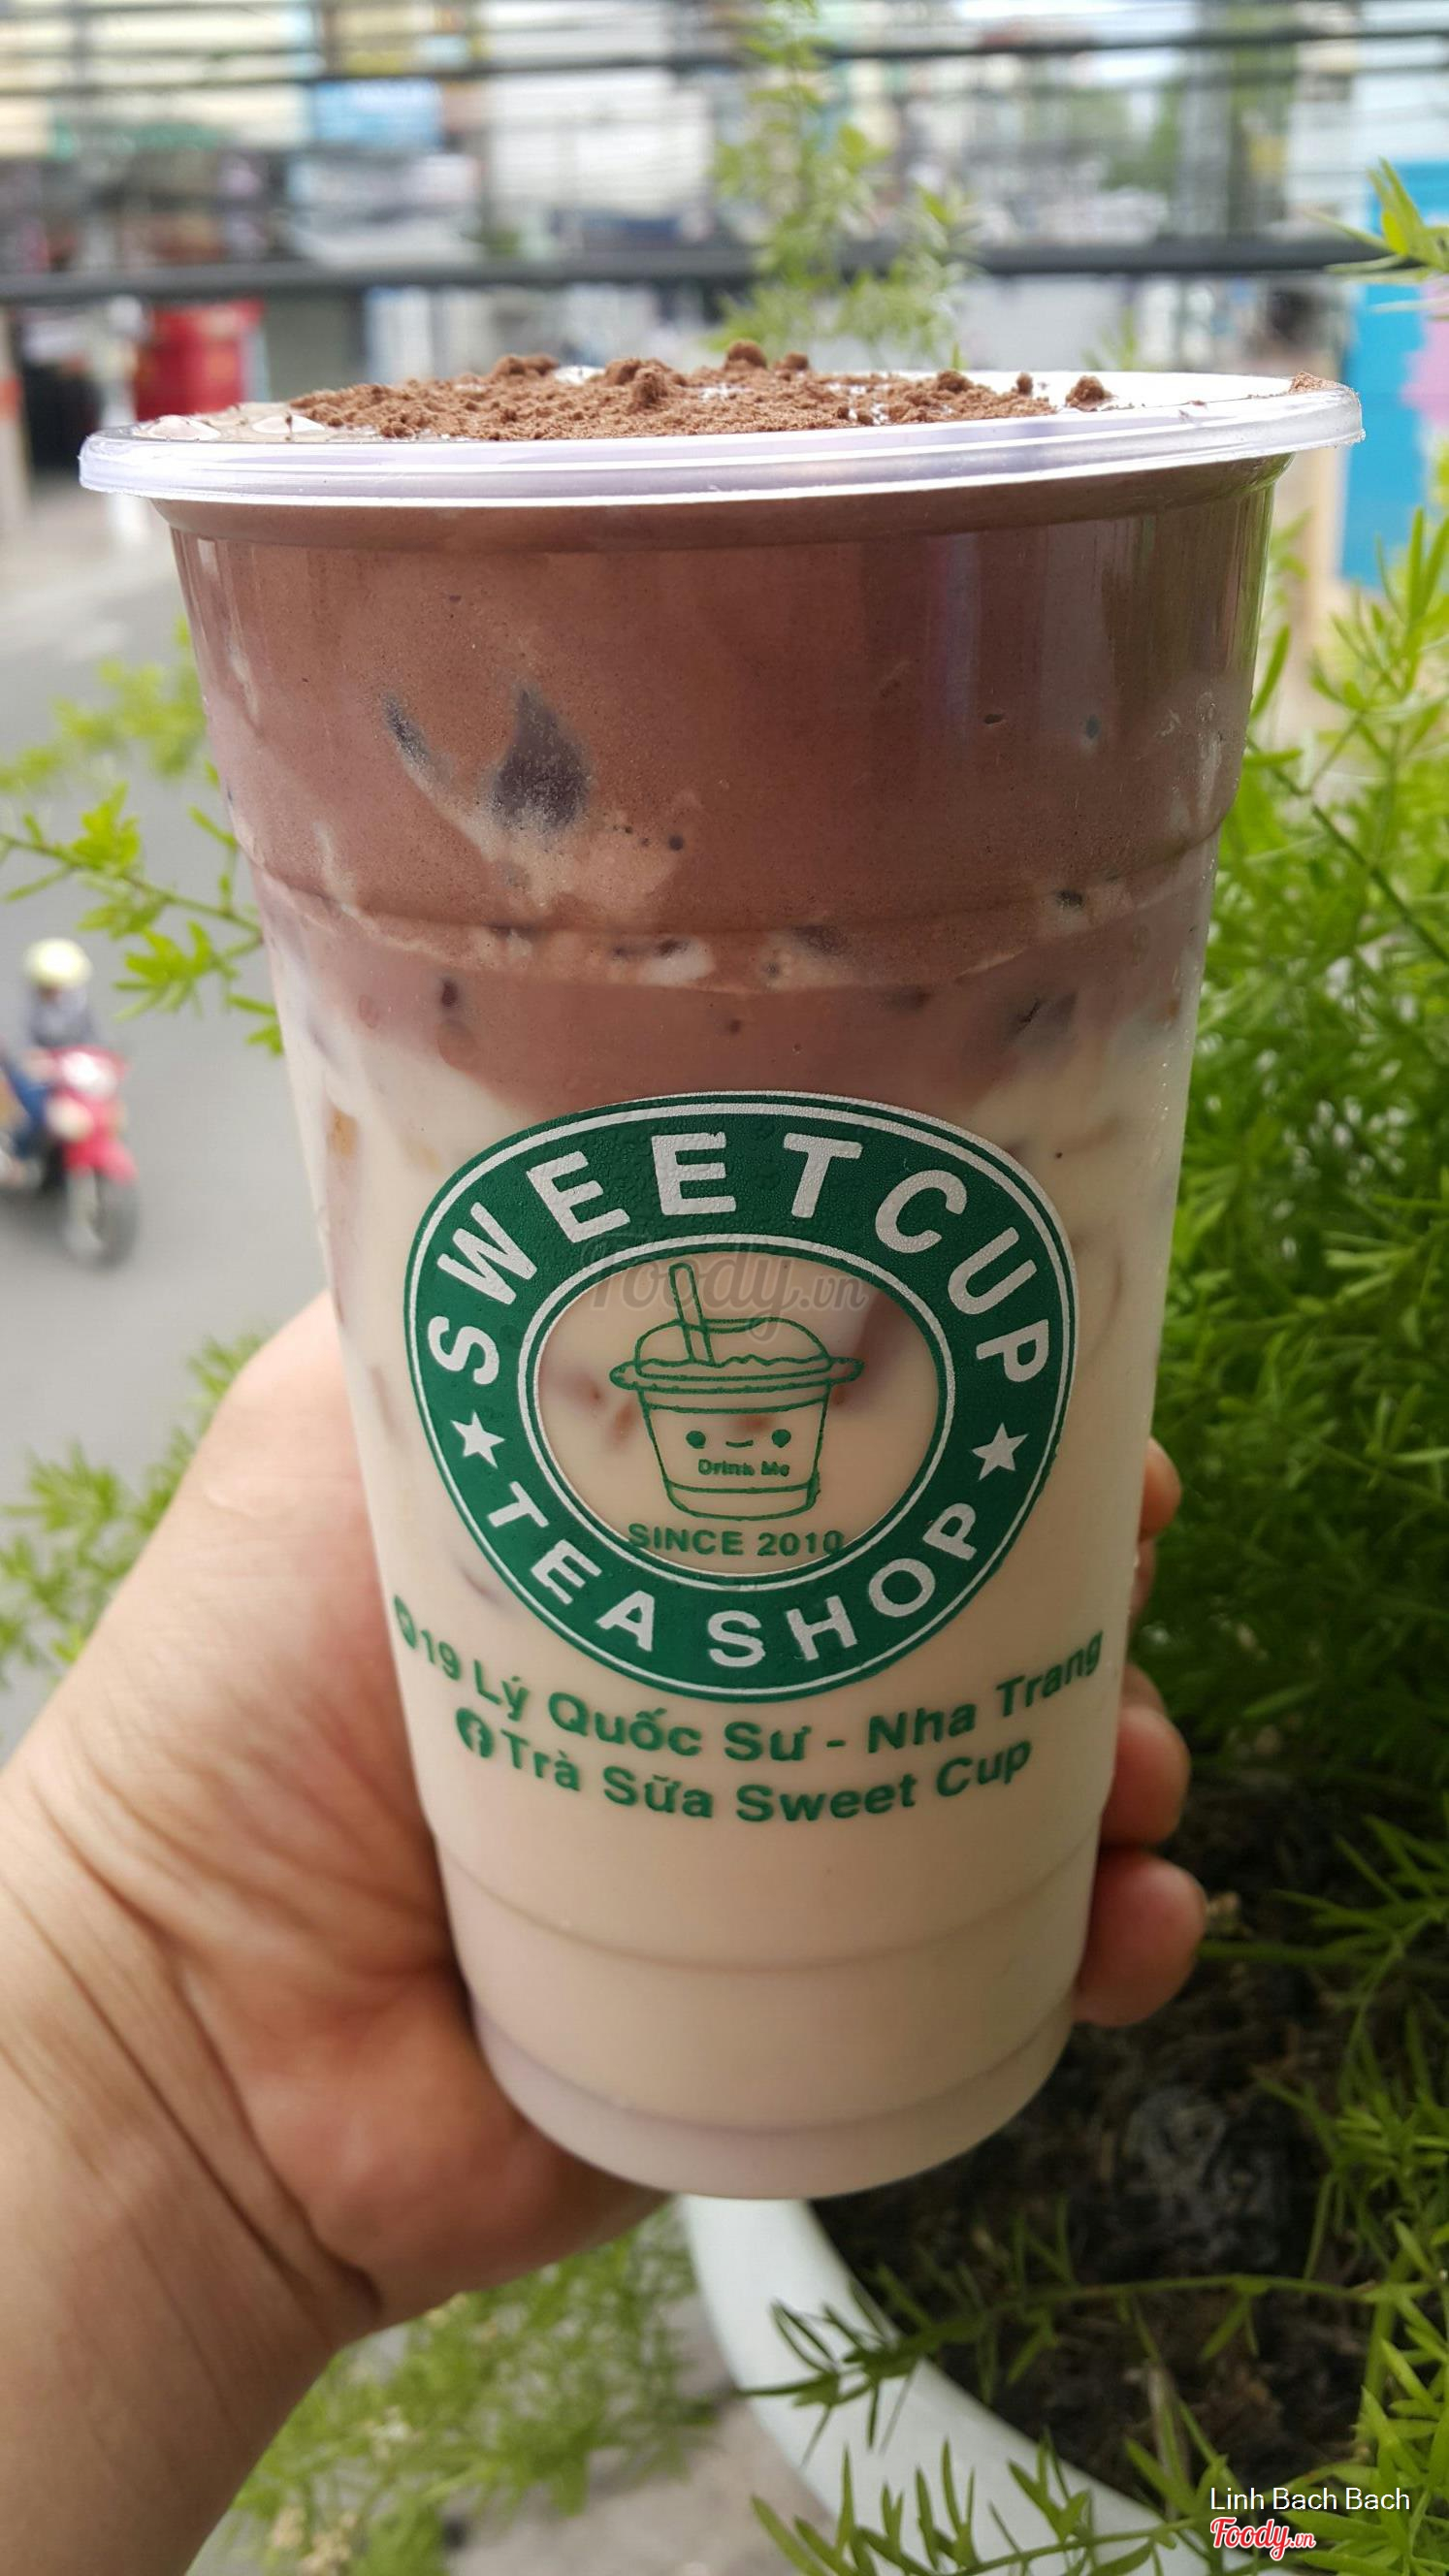 SWEETCUP
Foody.vn
Drink Me
SINCE 2010
TEA SHOP
19 Lý Quốc Sư - Nha Trang
Trà Sữa Sweet Cup
Linh Bach Bach
Foody.vn